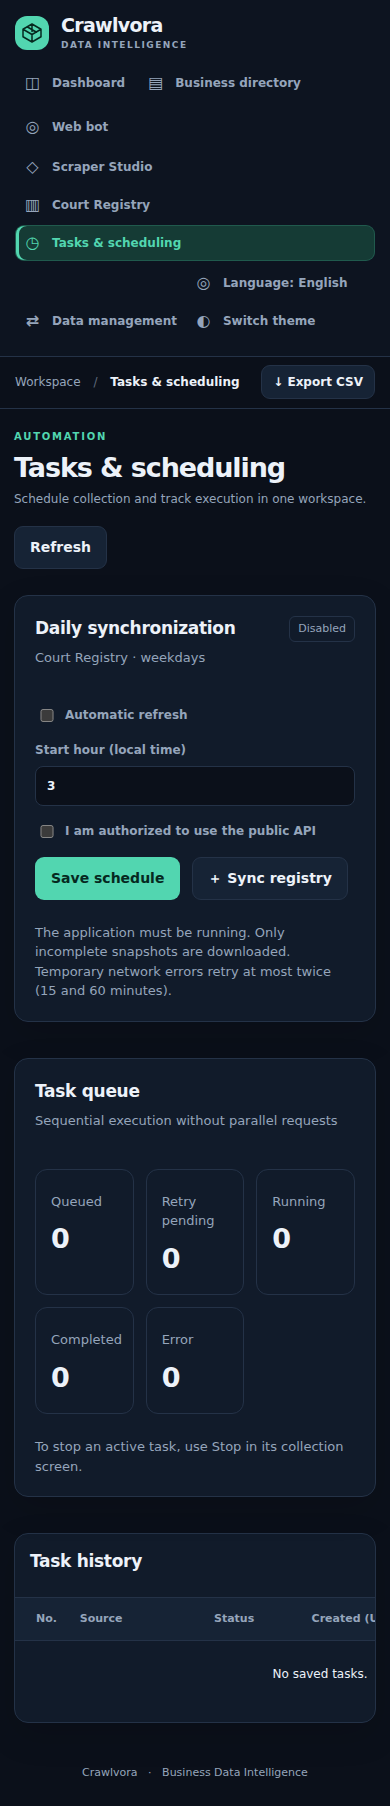 Crawlvora
DATA INTELLIGENCE
Dashboard
Business directory
Web bot
Scraper Studio
Court Registry
Tasks & scheduling
Language: English
Data management
Switch theme
Workspace / Tasks & scheduling
↓ Export CSV
AUTOMATION
Tasks & scheduling
Schedule collection and track execution in one workspace.
Refresh
Daily synchronization
Disabled
Court Registry · weekdays
Automatic refresh
Start hour (local time)
3
I am authorized to use the public API
Save schedule
+ Sync registry
The application must be running. Only
incomplete snapshots are downloaded.
Temporary network errors retry at most twice
(15 and 60 minutes).
Task queue
Sequential execution without parallel requests
Queued
0
Retry
pending
0
Running
0
Completed
0
Error
0
To stop an active task, use Stop in its collection
screen.
Task history
No. Source Status Created (U
No saved tasks.
Crawlvora · Business Data Intelligence